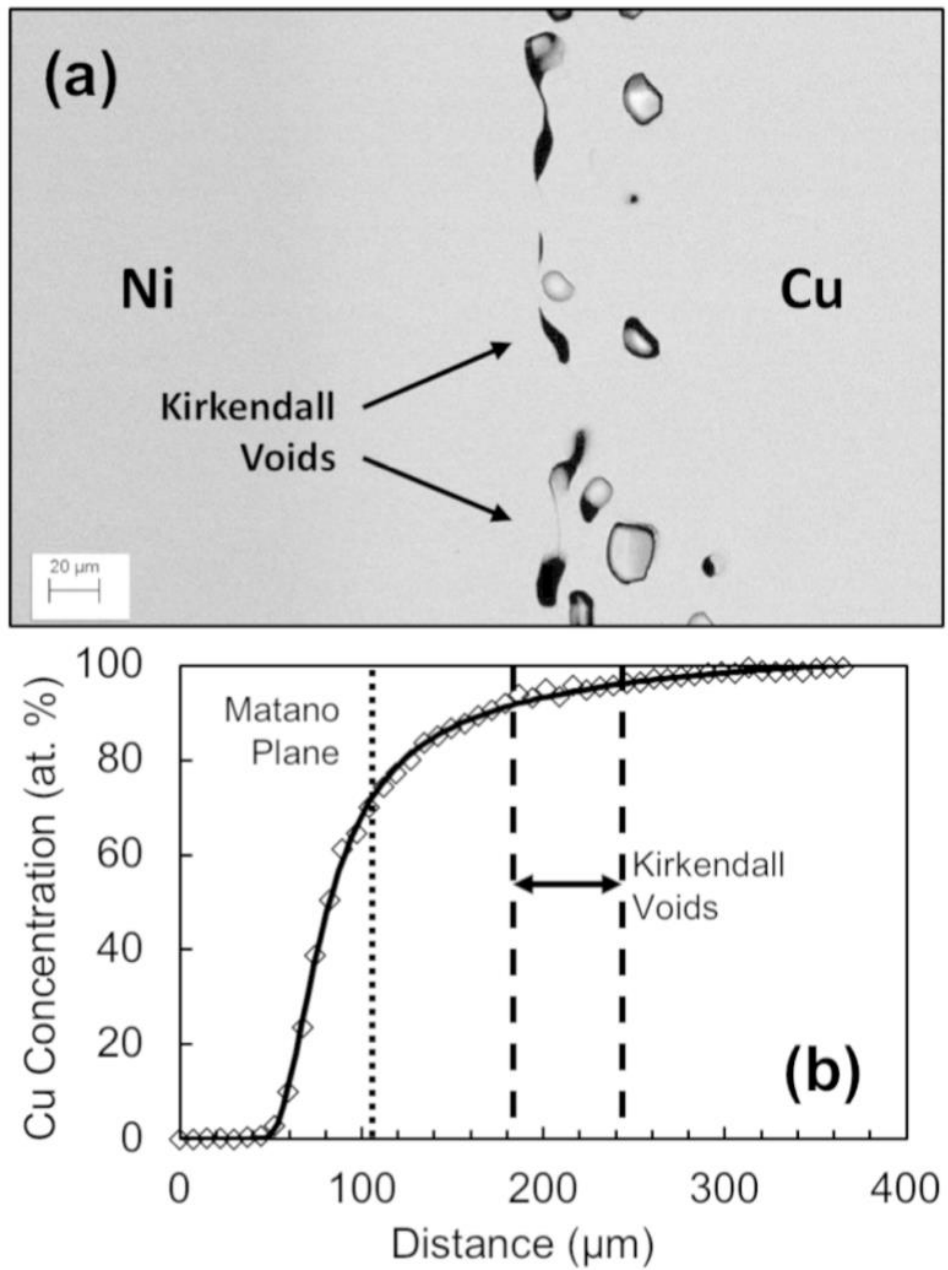 (a)
Ni
Cu
Kirkendall
Voids
20 µm
100
80
60
40
20
0
Cu Concentration (at. %)
Matano
Plane
Kirkendall
Voids
(b)
0 100 200 300 400
Distance (µm)